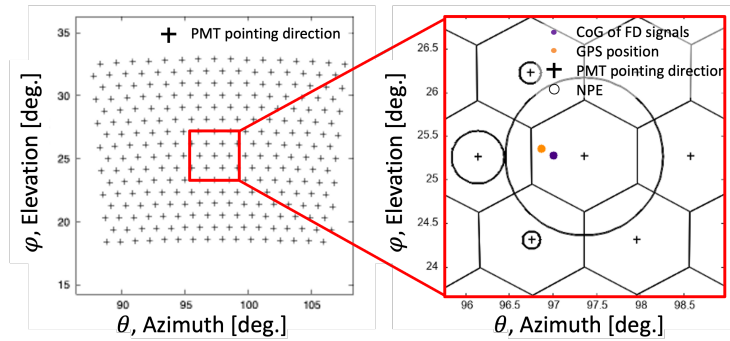 PMT pointing direction
35
30
25
20
15
90
95
100
105
φ, Elevation [deg.]
θ, Azimuth [deg.]
CoG of FD signals
GPS position
PMT pointing direction
NPE
26.5
26
25.5
25
24.5
24
96
96.5
97
97.5
98
98.5
φ, Elevation [deg.]
θ, Azimuth [deg.]